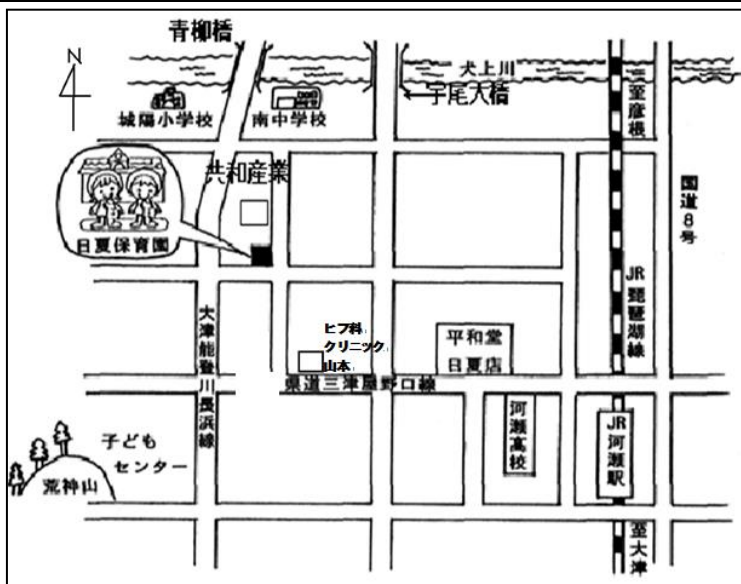 青柳橋
N
犬上川
宇尾大橋
城陽小学校
南中学校
至彦根
共和産業
国道8号
日夏保育園
JR琵琶湖線
大津能登川長浜線
ヒフ科
クリニック
山本
平和堂
日夏店
県道三津屋野口線
河瀬高校
JR河瀬駅
子ども
センター
荒神山
至大津